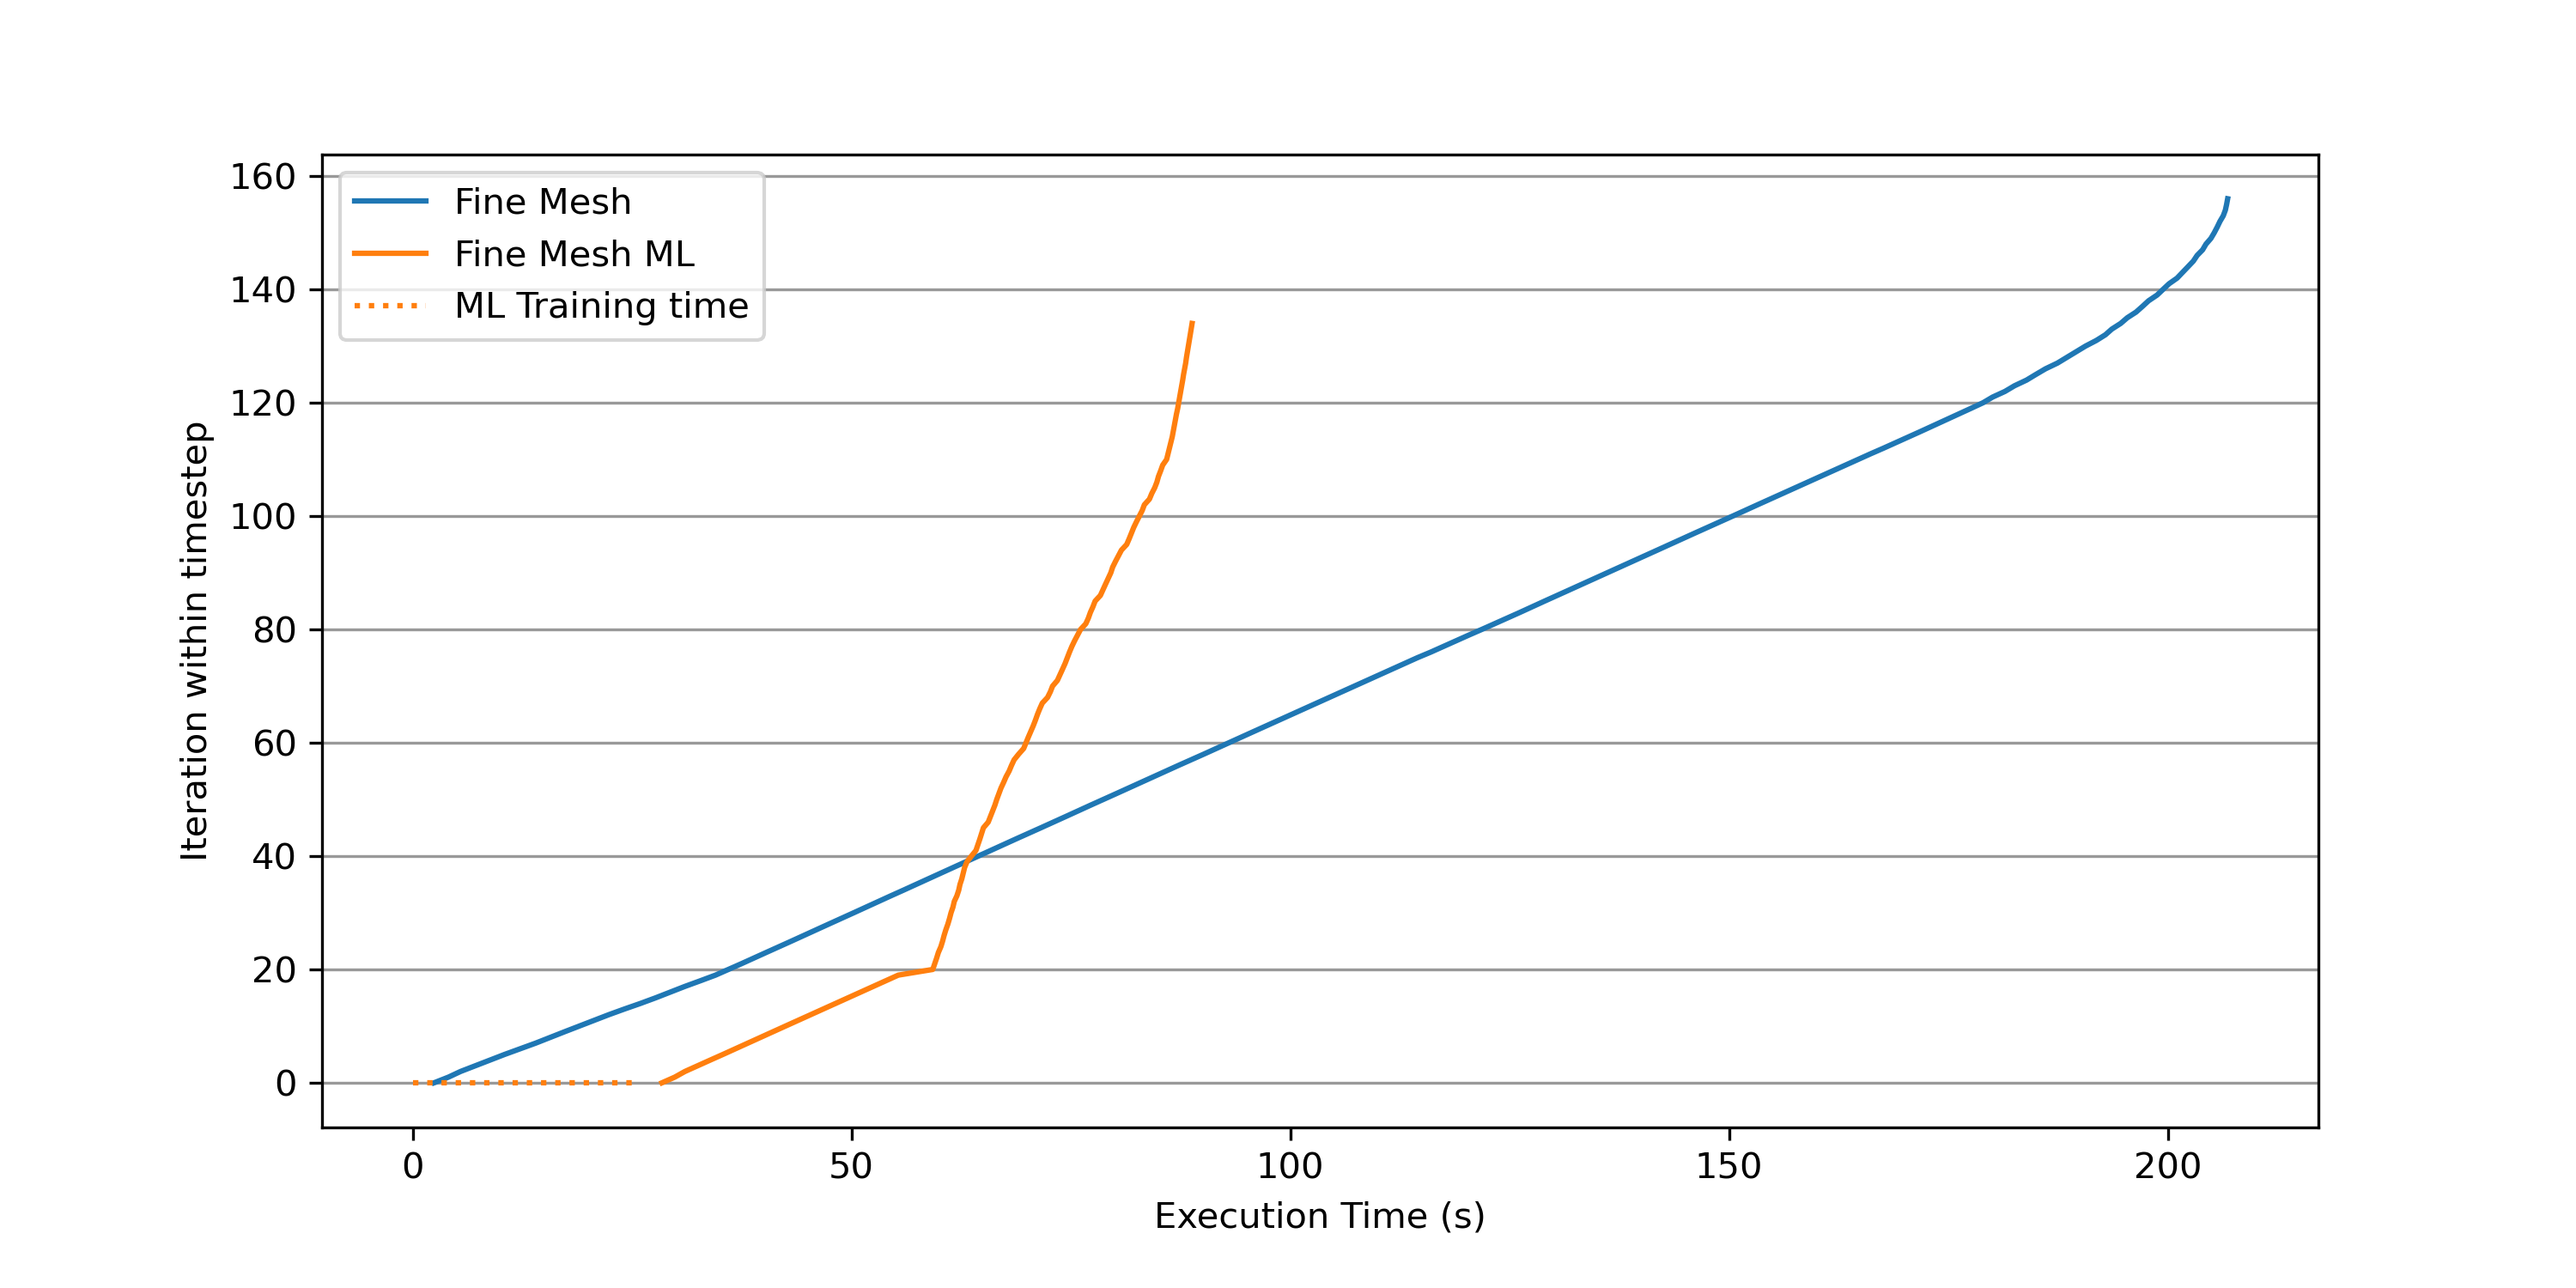 Fine Mesh
Fine Mesh ML
ML Training time
160
140
120
100
80
60
40
20
0
Iteration within timestep
0 50 100 150 200
Execution Time (s)